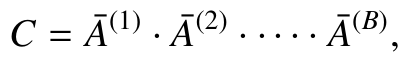 C = Ā⁽¹⁾ · Ā⁽²⁾ · · · · · Ā⁽ᴮ⁾,